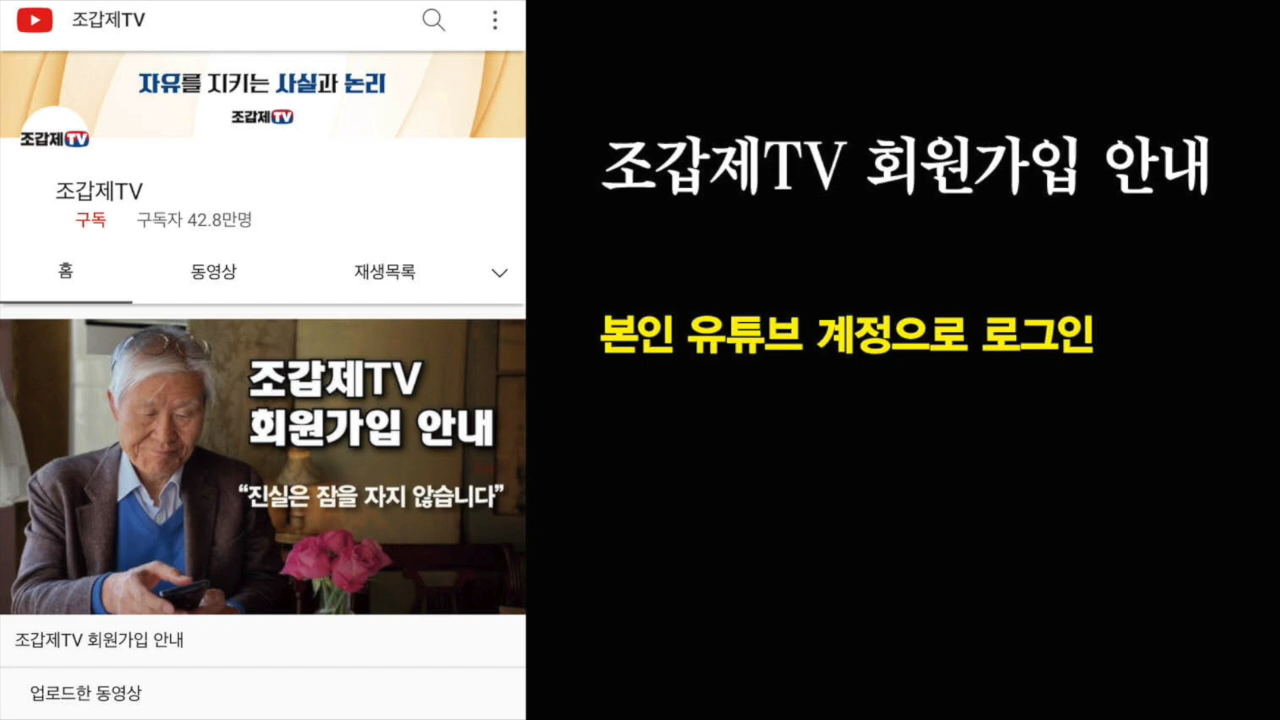 조갑제TV
자유를 지키는 사실과 논리
조갑제TV
조갑제TV
조갑제TV
구독 구독자 42.8만명
홈 동영상 재생목록
조갑제TV
회원가입 안내
“진실은 잠을 자지 않습니다”
조갑제TV 회원가입 안내
업로드한 동영상
조갑제TV 회원가입 안내
본인 유튜브 계정으로 로그인